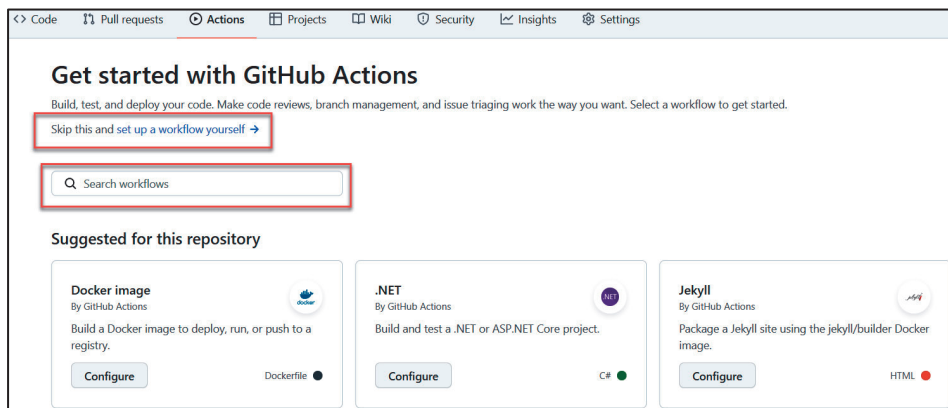 <> Code Pull requests Actions Projects Wiki Security Insights Settings
Get started with GitHub Actions
Build, test, and deploy your code. Make code reviews, branch management, and issue triaging work the way you want. Select a workflow to get started.
Skip this and set up a workflow yourself →
Search workflows
Suggested for this repository
Docker image
By GitHub Actions
docker
Build a Docker image to deploy, run, or push to a
registry.
Configure
Dockerfile
.NET
By GitHub Actions
.NET
Build and test a .NET or ASP.NET Core project.
Configure
C#
Jekyll
By GitHub Actions
jekyll
Package a Jekyll site using the jekyll/builder Docker
image.
Configure
HTML